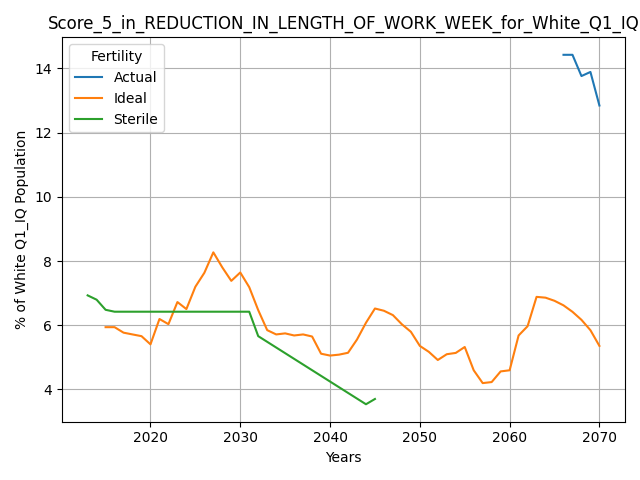 Score_5_in_REDUCTION_IN_LENGTH_OF_WORK_WEEK_for_White_Q1_IQ
Fertility
Actual
Ideal
Sterile
14
12
10
8
6
4
% of White Q1_IQ Population
2020 2030 2040 2050 2060 2070
Years